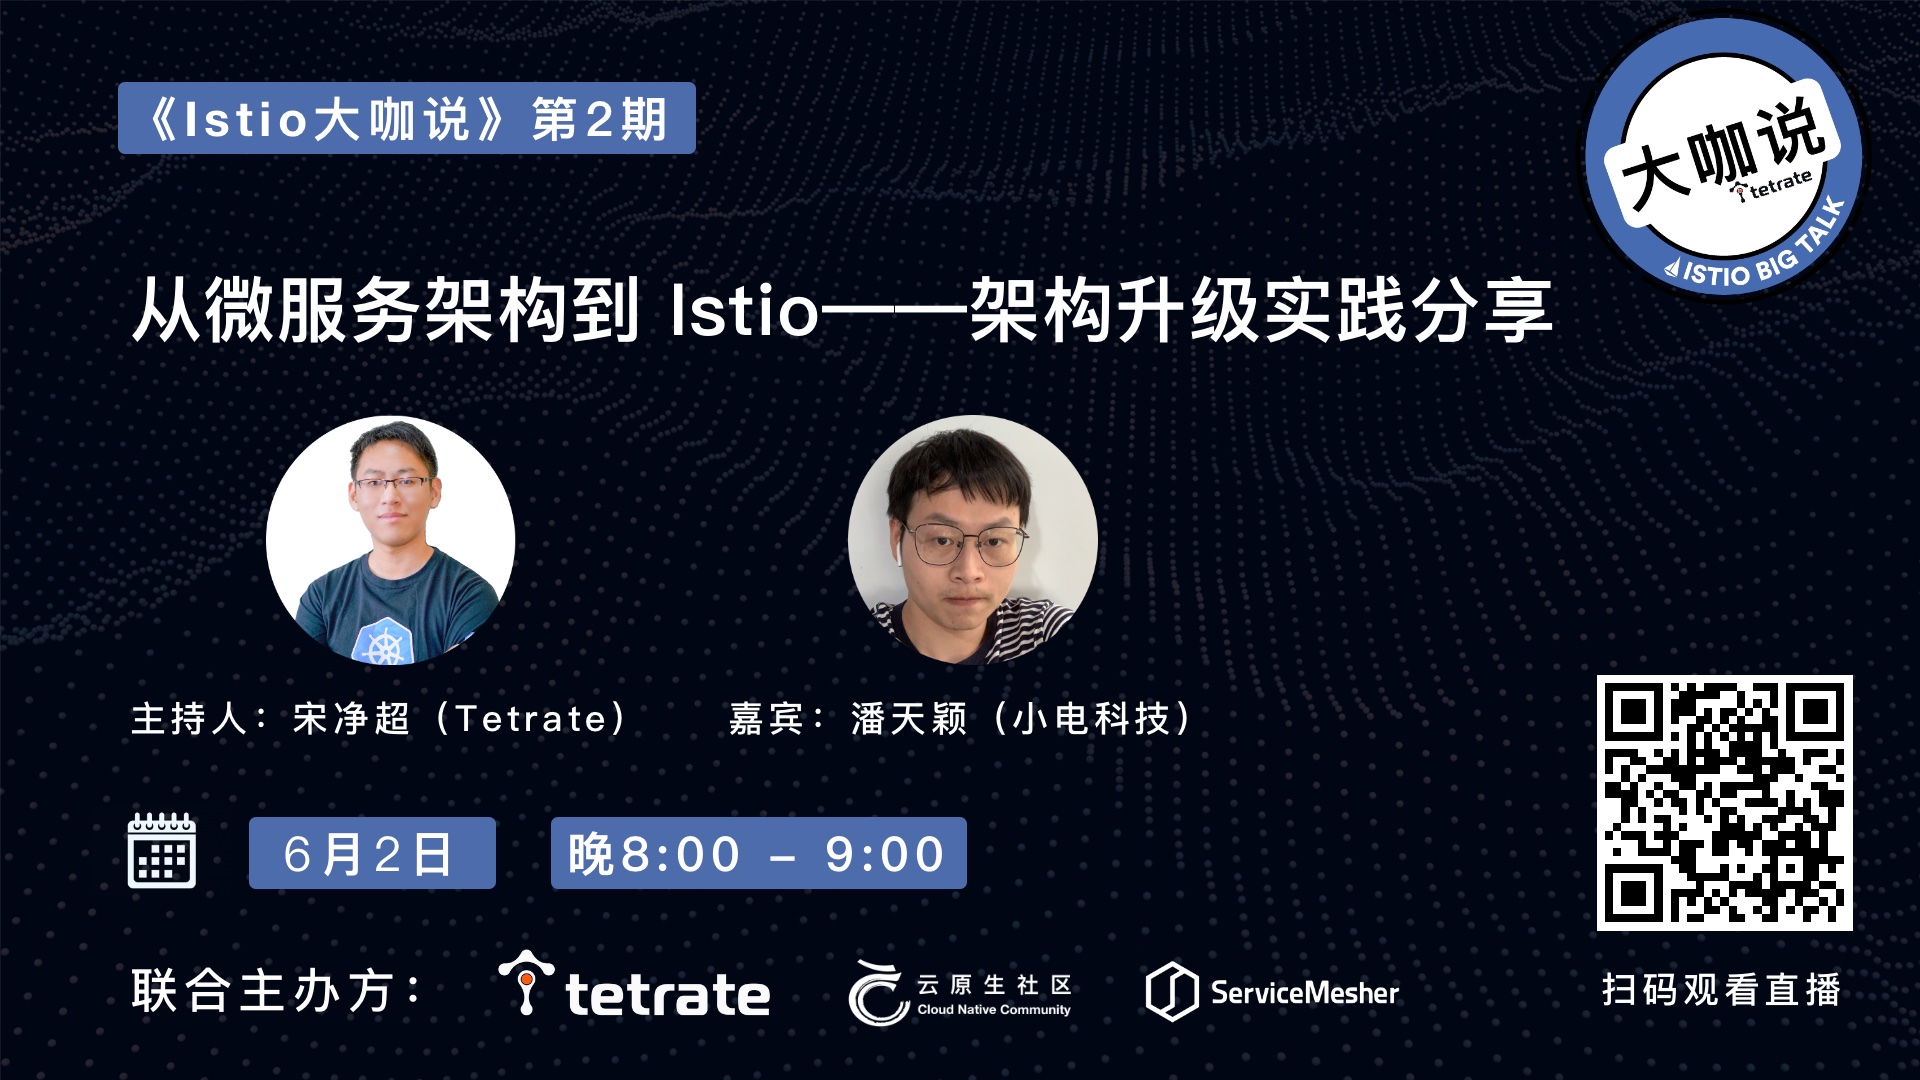 《Istio大咖说》第2期
大咖说
tetrate
ISTIO BIG TALK
从微服务架构到 Istio——架构升级实践分享
主持人：宋净超（Tetrate）
嘉宾：潘天颖（小电科技）
6月2日
晚8:00 – 9:00
联合主办方：
tetrate
云原生社区
Cloud Native Community
ServiceMesher
扫码观看直播